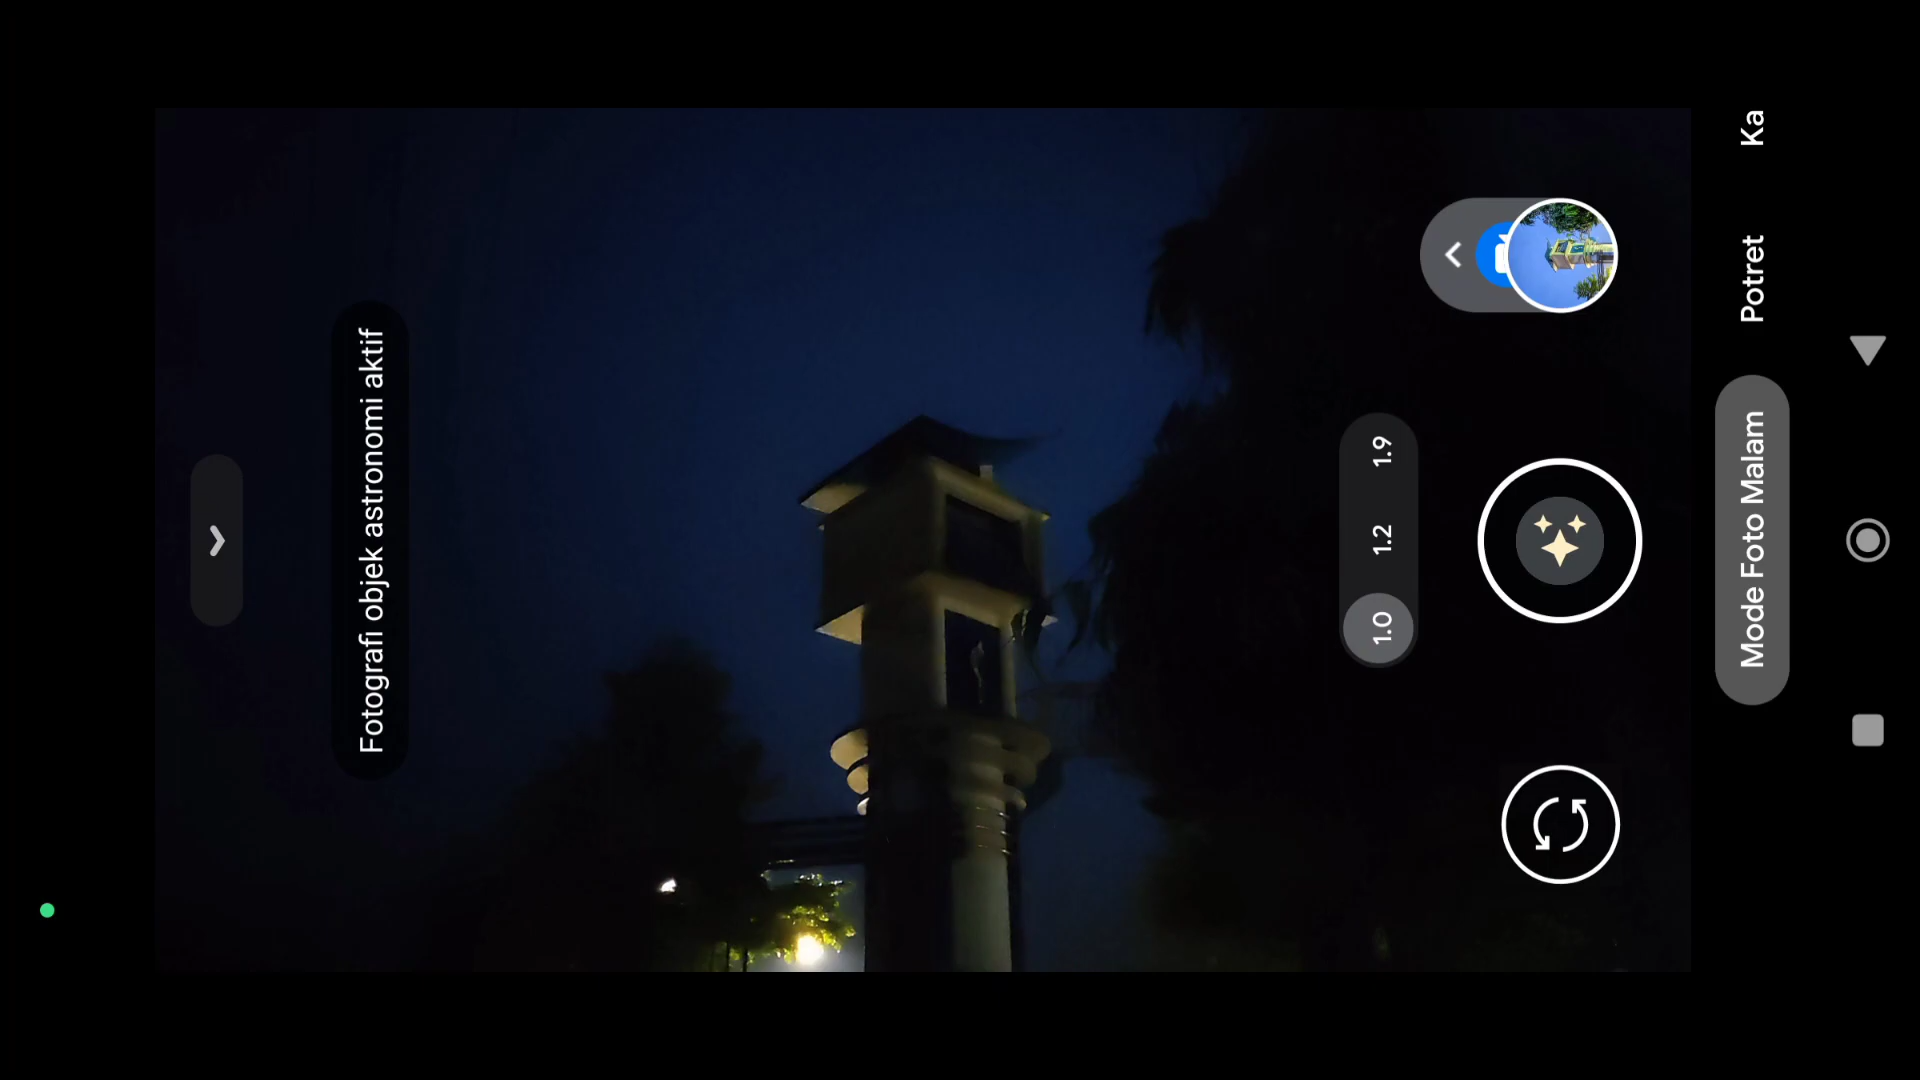 Fotografi objek astronomi aktif
1.0 1.2 1.9
Mode Foto Malam Potret Ka